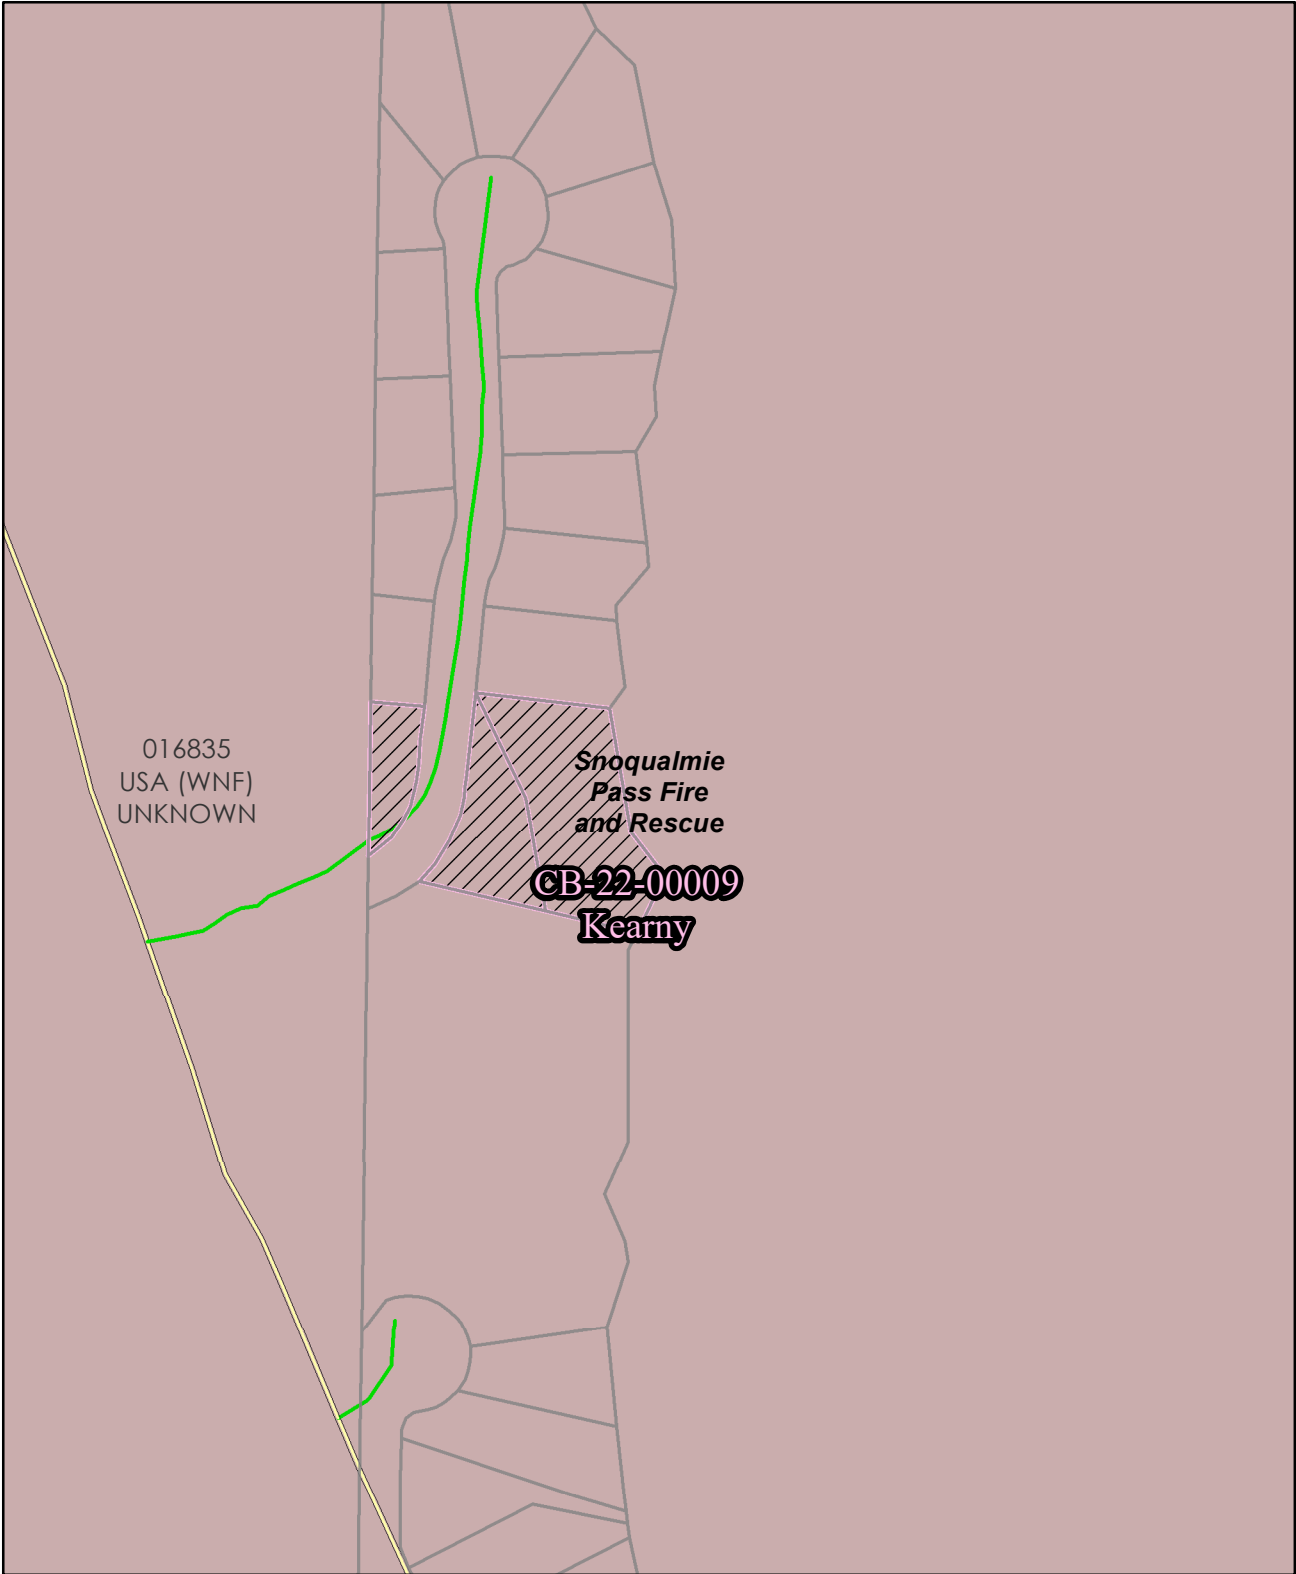 016835
USA (WNF)
UNKNOWN
Snoqualmie
Pass Fire
and Rescue
CB-22-00009
Kearny